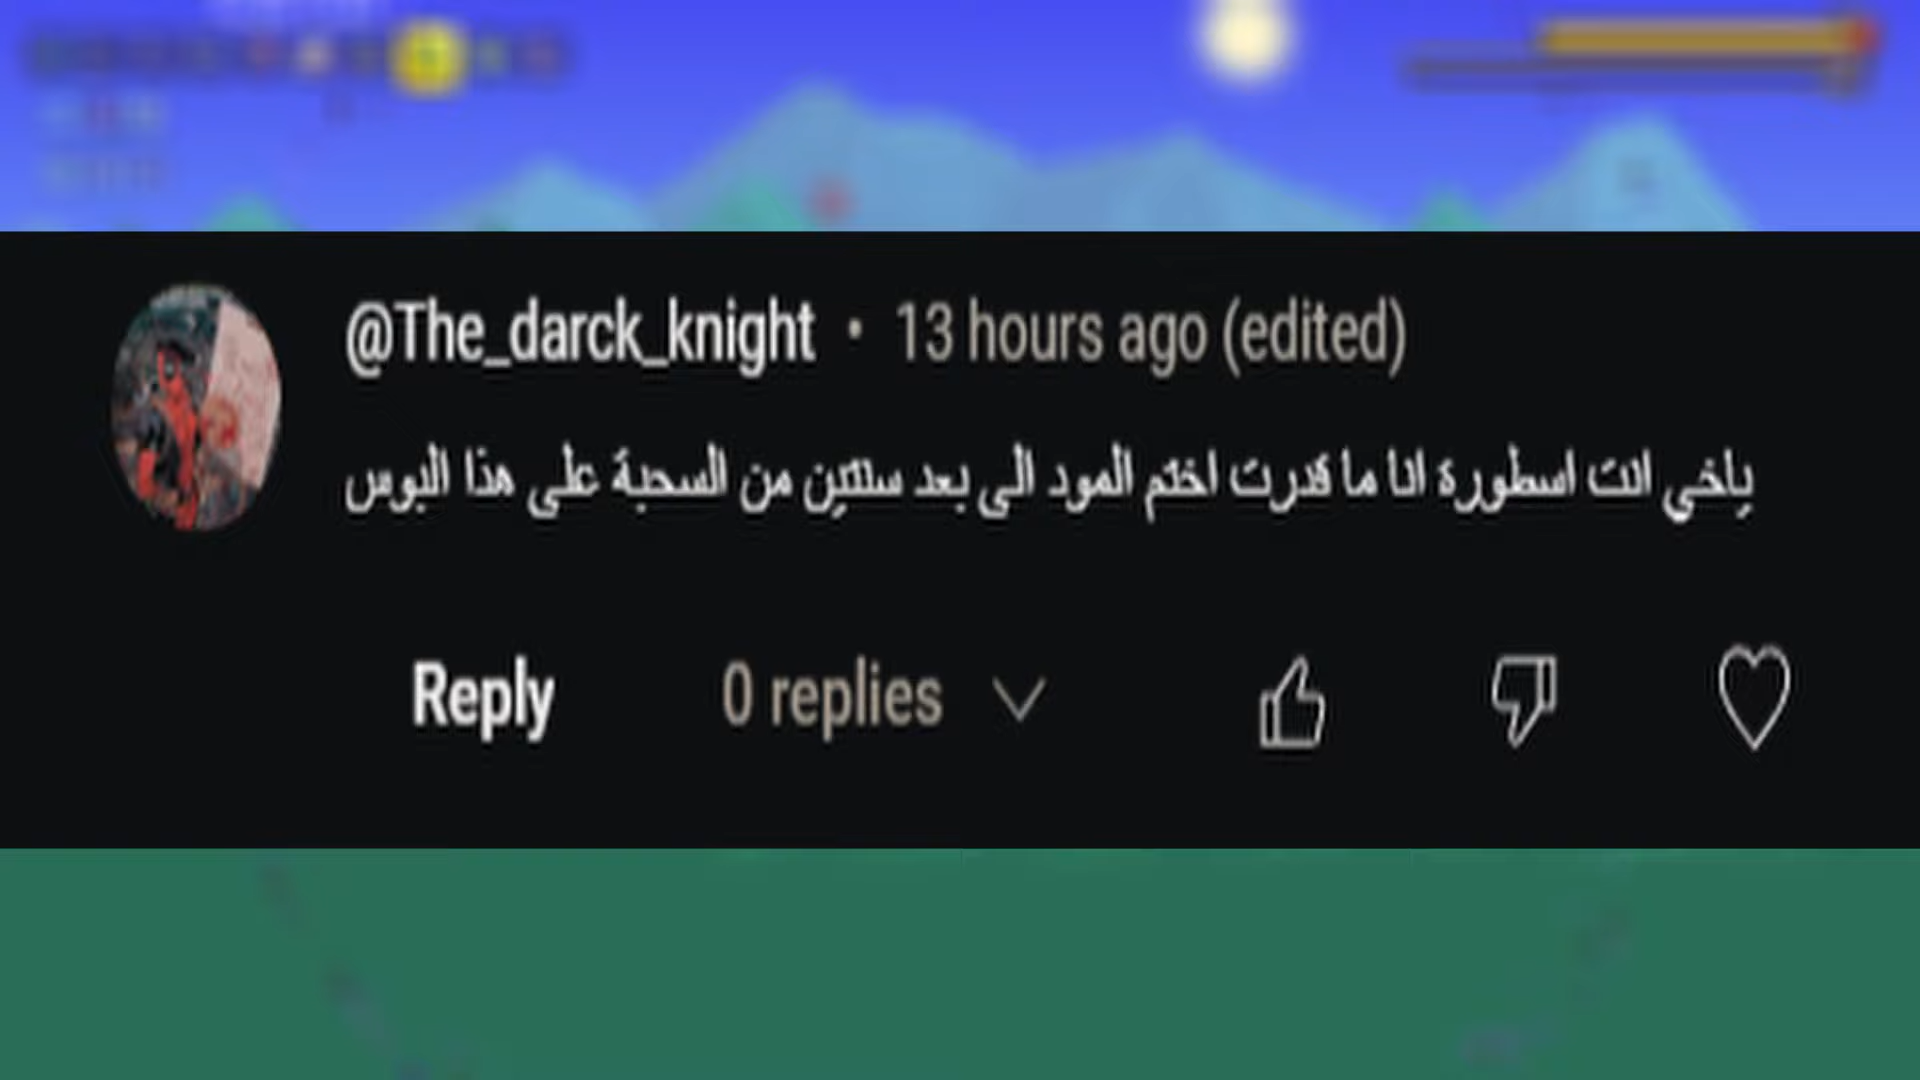 @The_darck_knight • 13 hours ago (edited)
ياخي انت اسطورة انا ما قدرت اختم المود الى بعد سنتين من السحبة على هذا البوس
Reply 0 replies